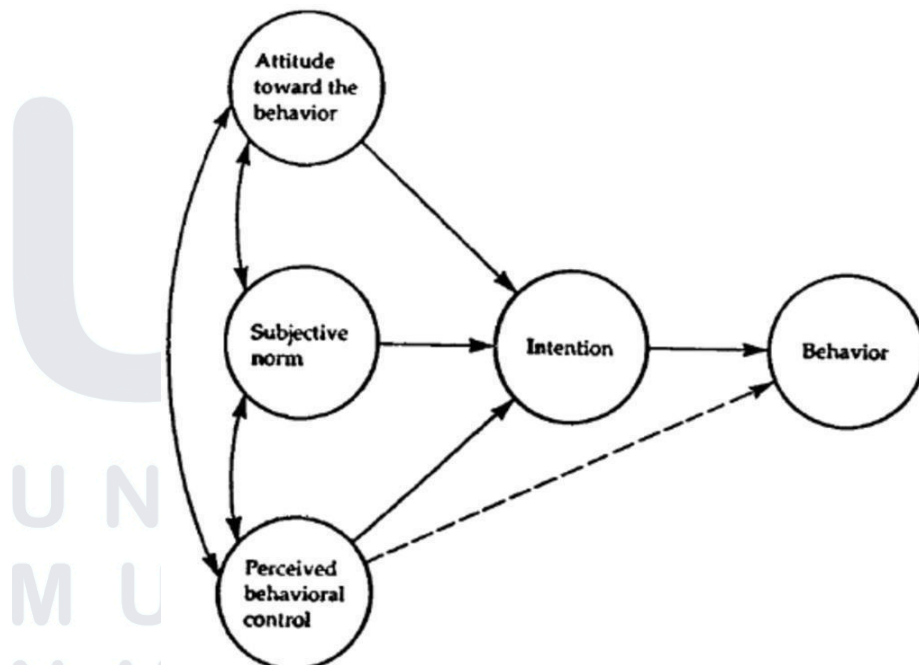 Attitude
toward the
behavior
Subjective
norm
Intention
Behavior
Perceived
behavioral
control
U N
M U